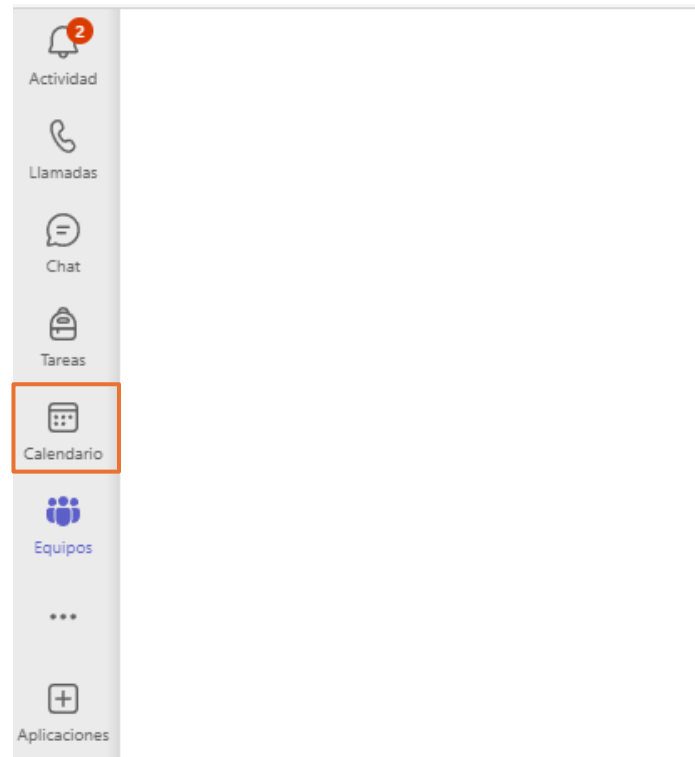 2
Actividad
Llamadas
Chat
Tareas
Calendario
Equipos
Aplicaciones